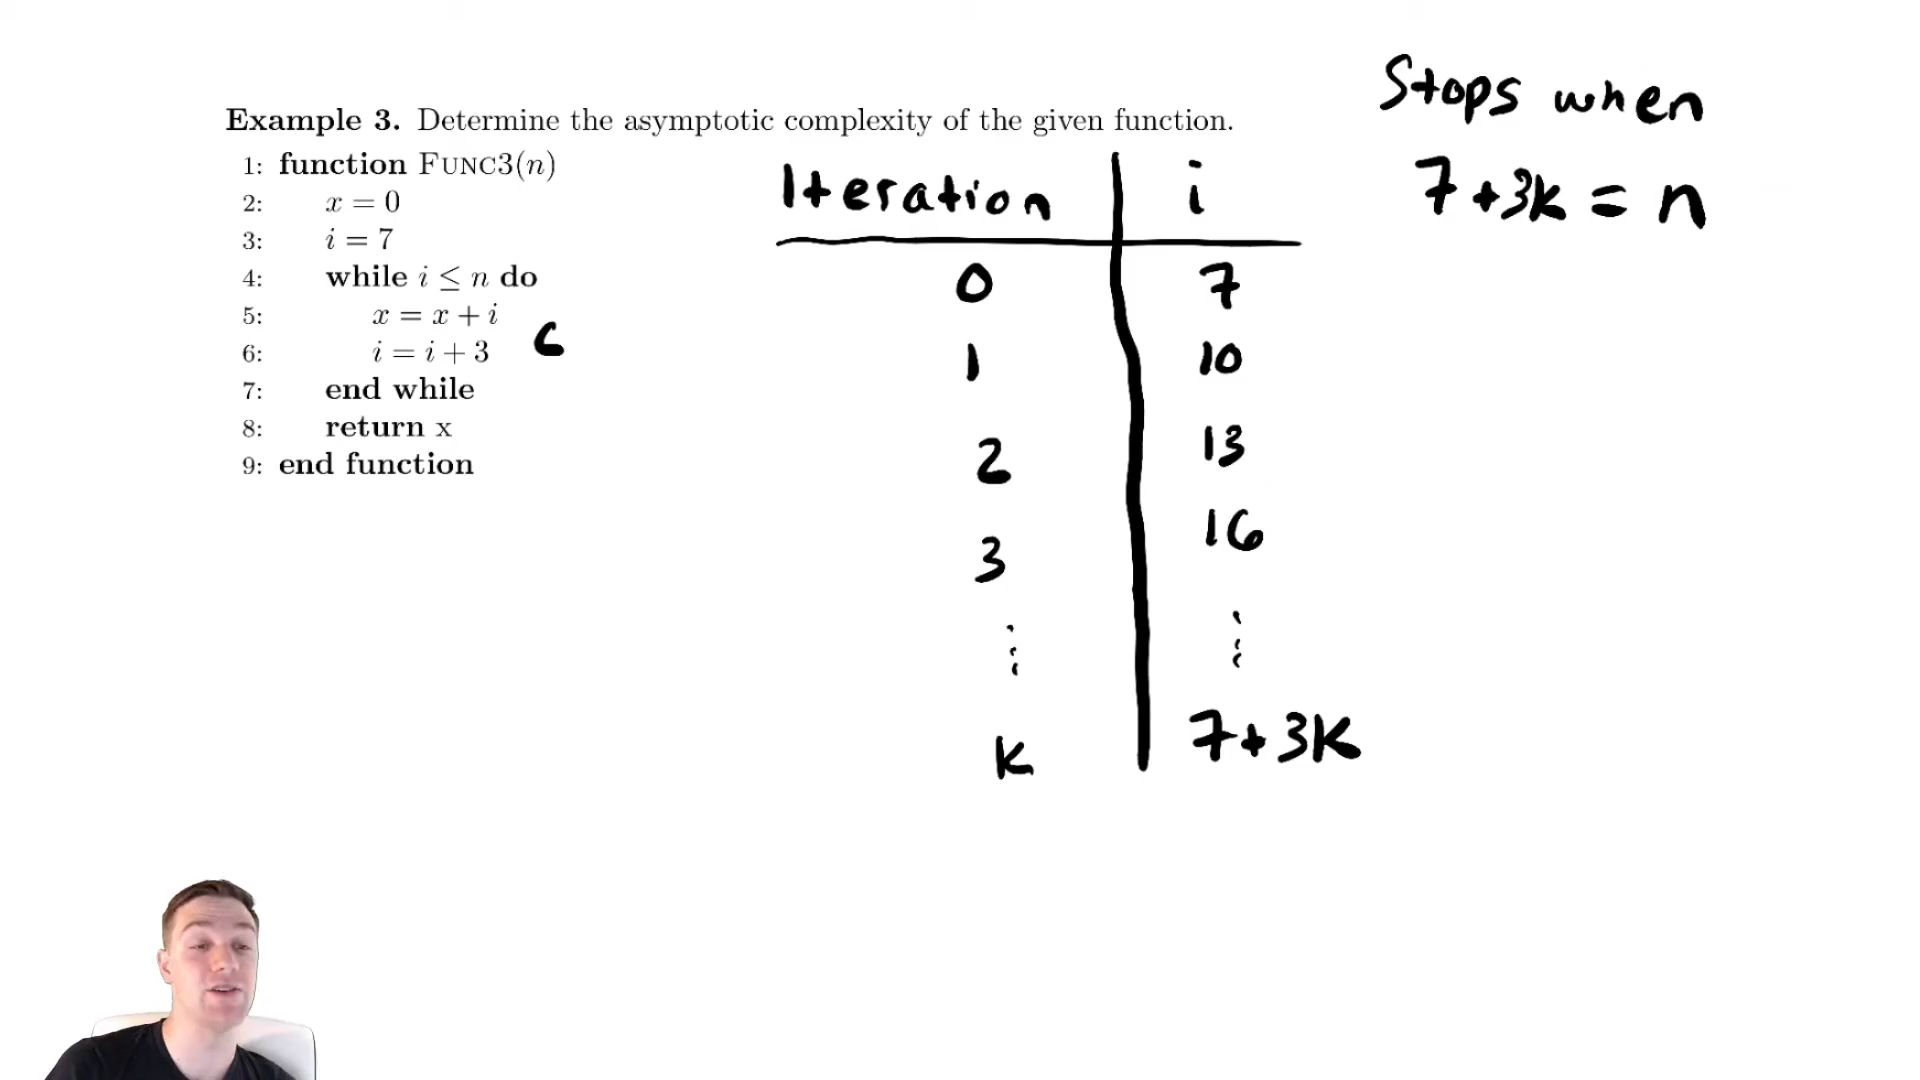 Example 3. Determine the asymptotic complexity of the given function.
1: function FUNC3(n)
2: x = 0
3: i = 7
4: while i ≤ n do
5: x = x + i
6: i = i + 3
7: end while
8: return x
9: end function
c
Iteration i
0 7
1 10
2 13
3 16
⋮ ⋮
k 7+3k
Stops when
7+3k = n